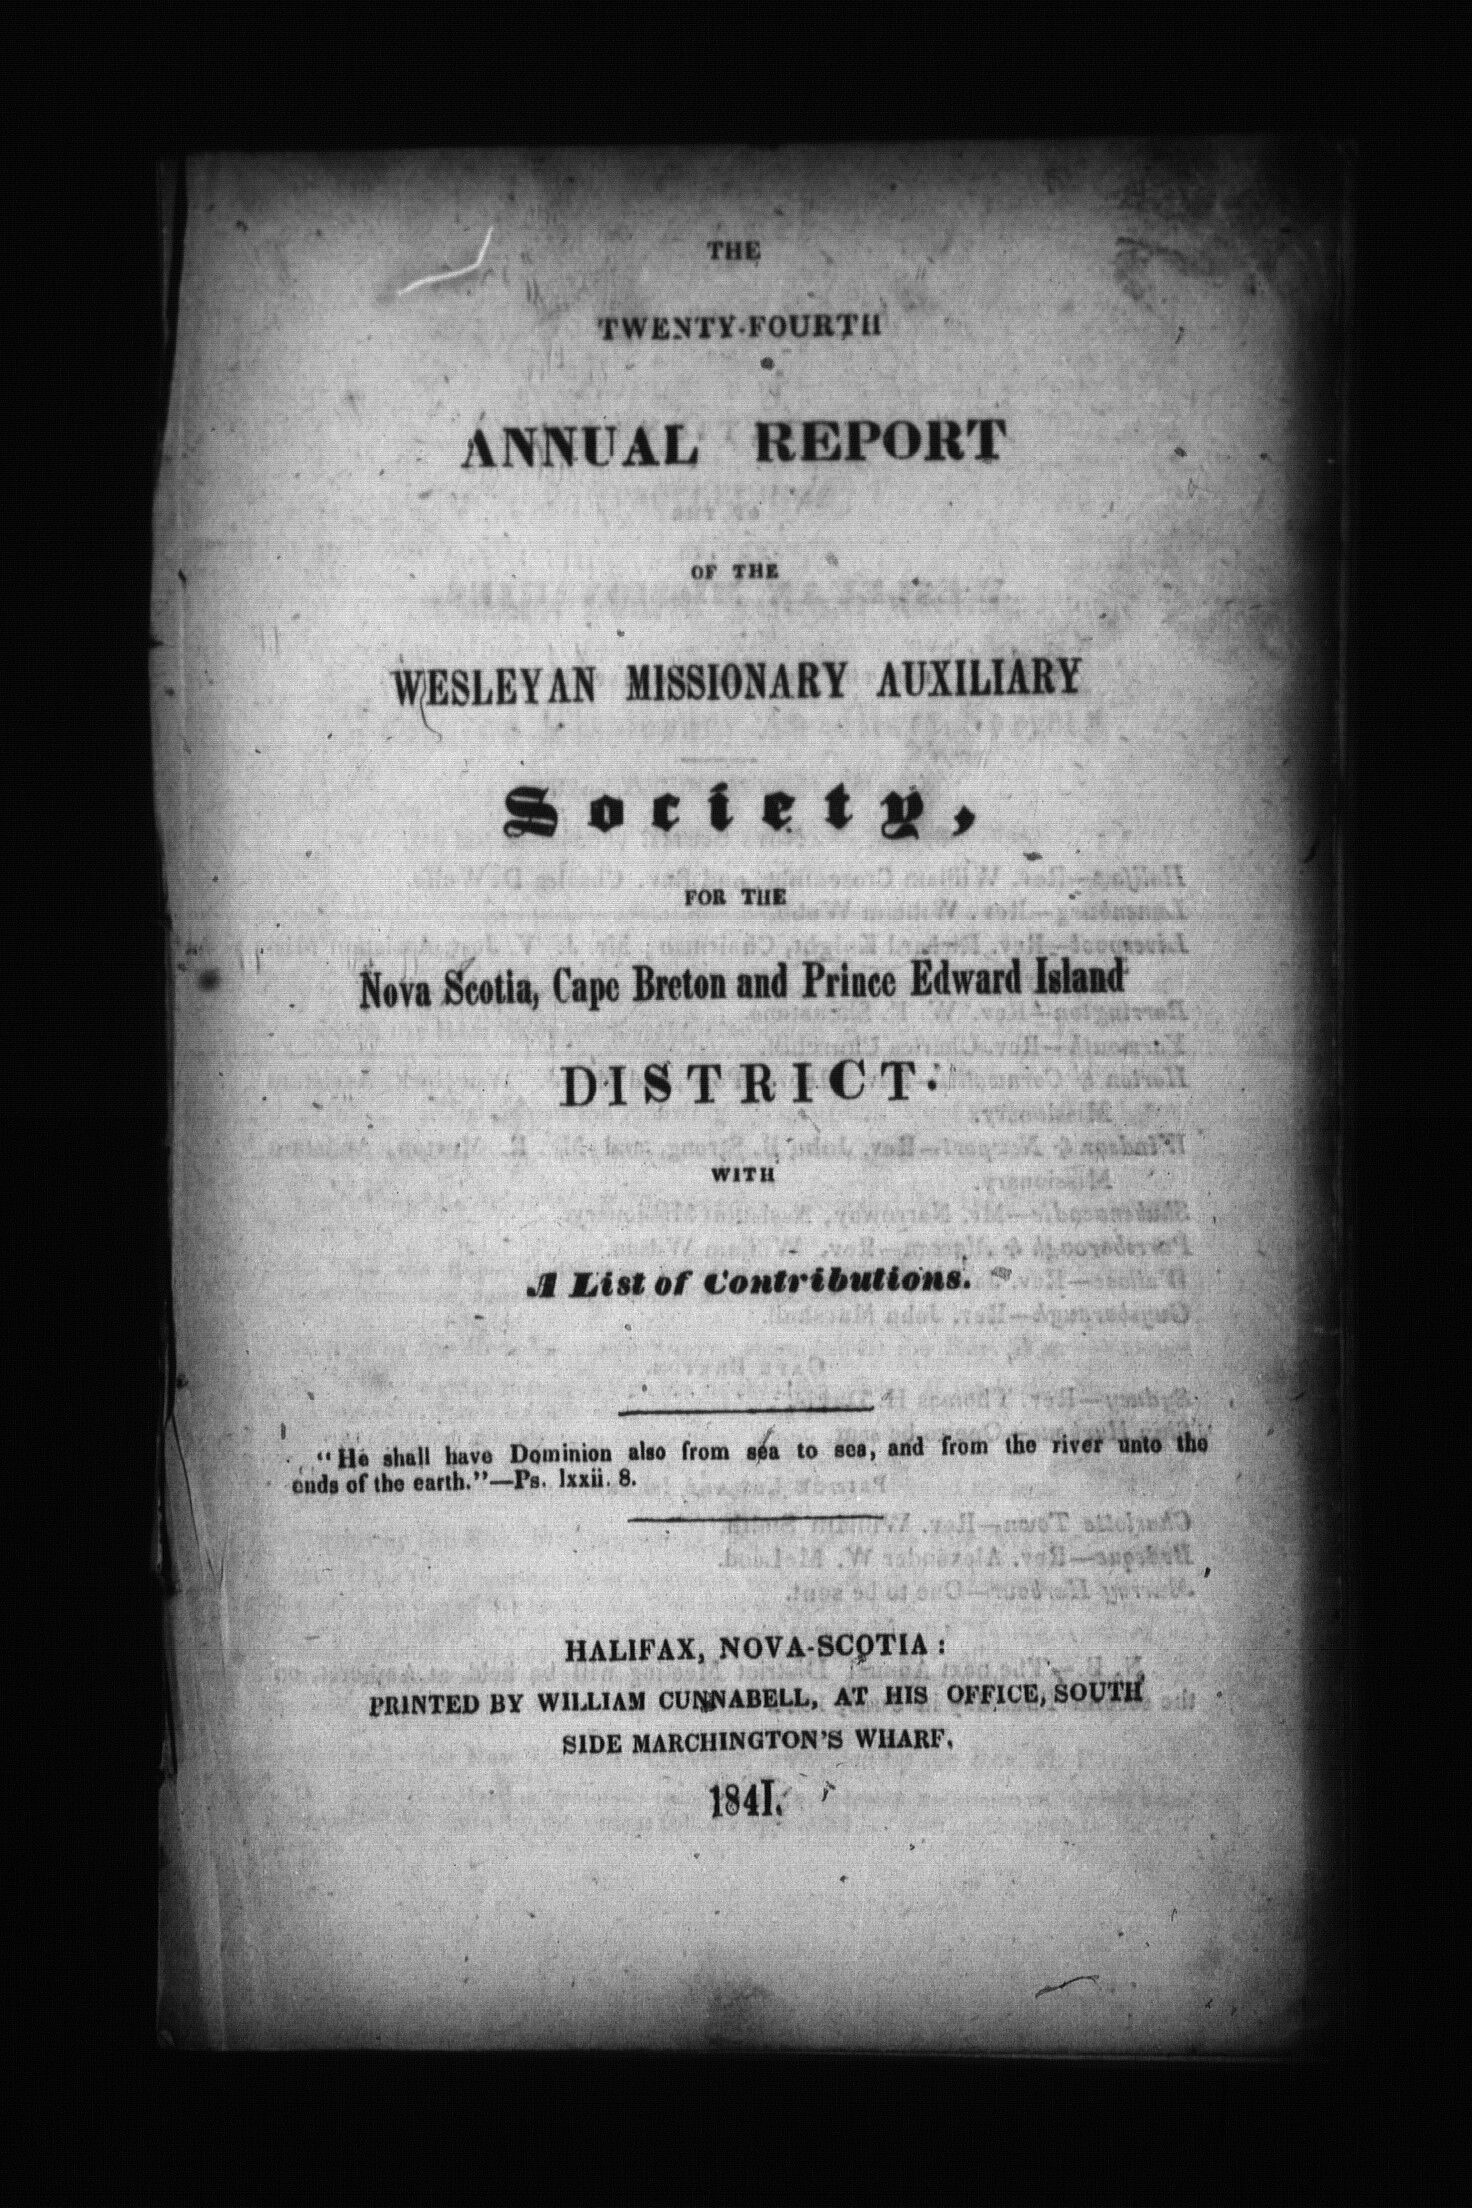 THE
TWENTY-FOURTH
ANNUAL REPORT
OF THE
WESLEYAN MISSIONARY AUXILIARY
Society,
FOR THE
Nova Scotia, Cape Breton and Prince Edward Island
DISTRICT.
WITH
A List of Contributions.
"He shall have Dominion also from sea to sea, and from the river unto the
ends of the earth."—Ps. lxxii. 8.
HALIFAX, NOVA-SCOTIA:
PRINTED BY WILLIAM CUNNABELL, AT HIS OFFICE, SOUTH
SIDE MARCHINGTON'S WHARF.
1841.